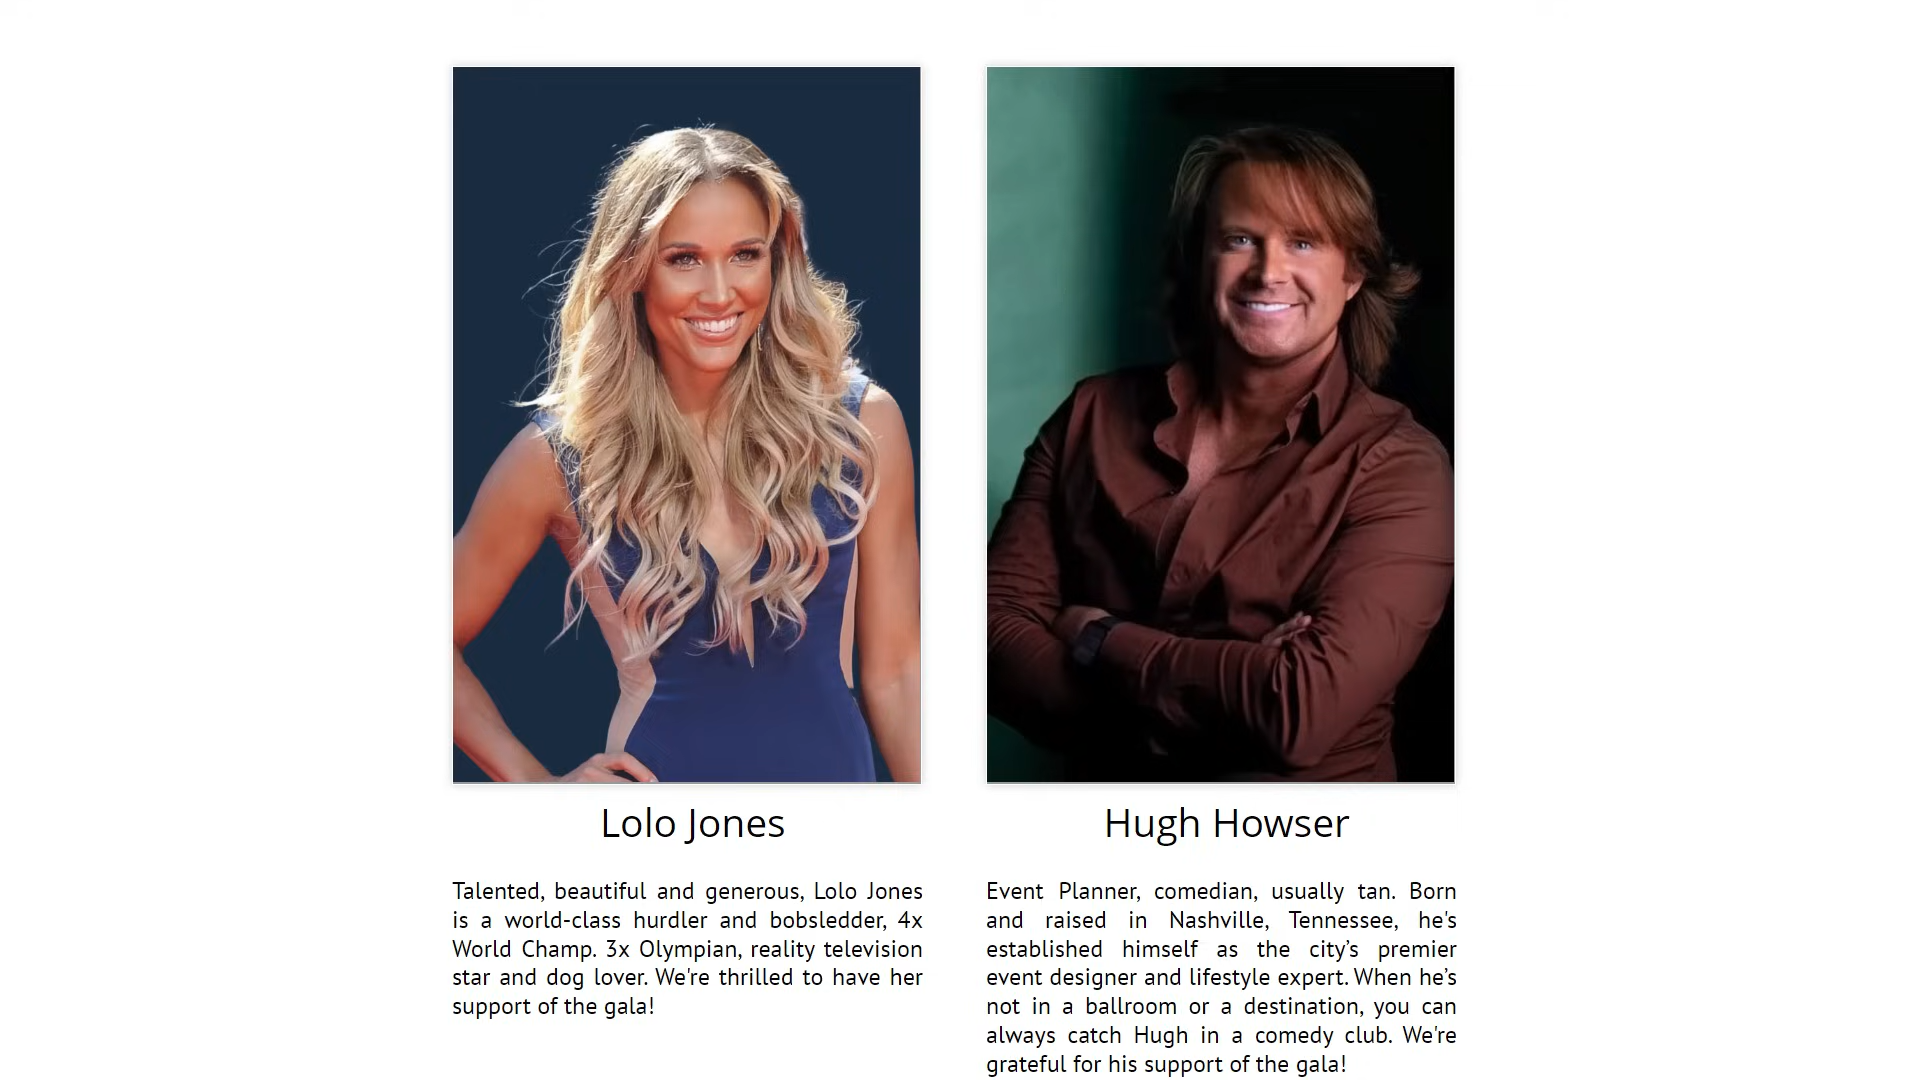 Lolo Jones
Talented, beautiful and generous, Lolo Jones
is a world-class hurdler and bobsledder, 4x
World Champ. 3x Olympian, reality television
star and dog lover. We're thrilled to have her
support of the gala!
Hugh Howser
Event Planner, comedian, usually tan. Born
and raised in Nashville, Tennessee, he's
established himself as the city’s premier
event designer and lifestyle expert. When he’s
not in a ballroom or a destination, you can
always catch Hugh in a comedy club. We're
grateful for his support of the gala!